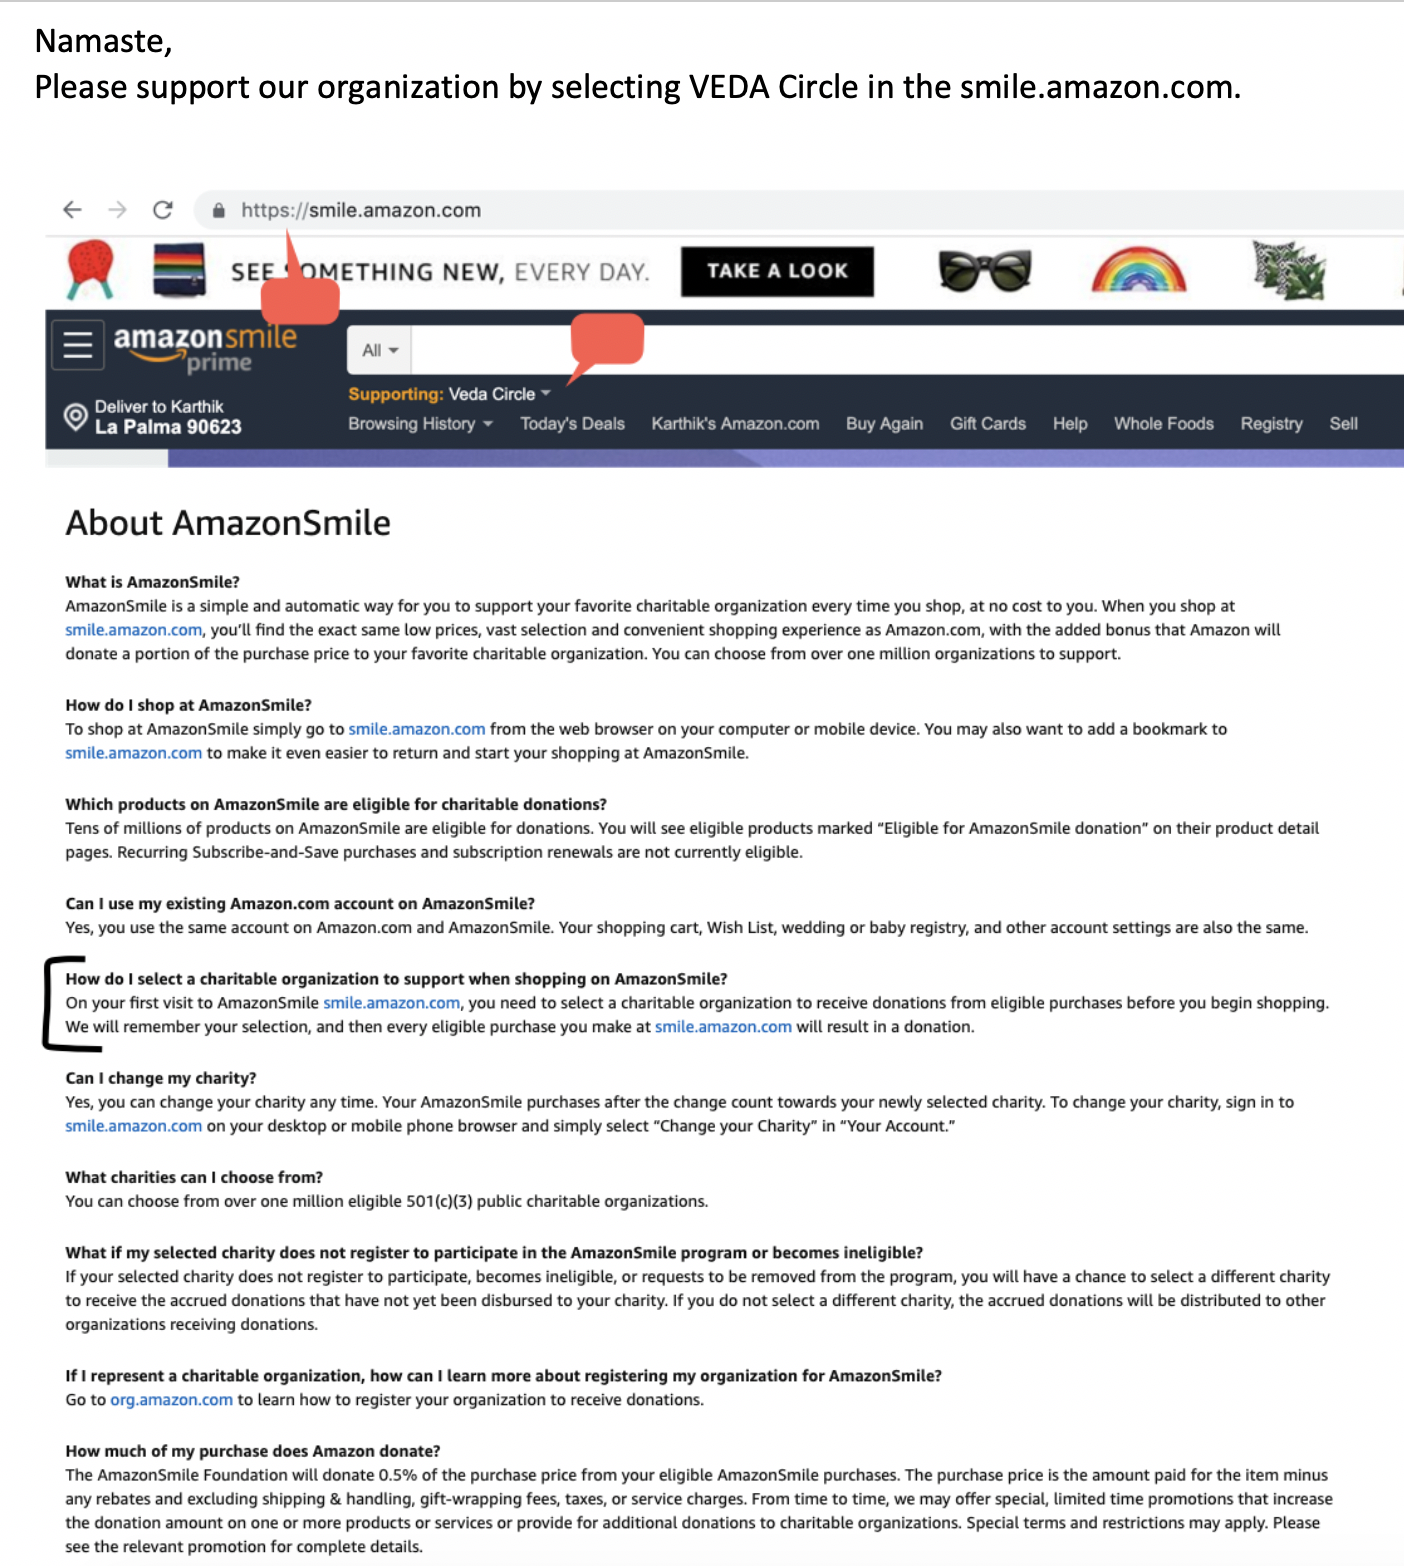 Namaste,
Please support our organization by selecting VEDA Circle in the smile.amazon.com.
https://smile.amazon.com
SEE SOMETHING NEW, EVERY DAY. TAKE A LOOK
amazonsmile
prime
All
Deliver to Karthik
La Palma 90623
Supporting: Veda Circle
Browsing History Today's Deals Karthik's Amazon.com Buy Again Gift Cards Help Whole Foods Registry Sell
About AmazonSmile
What is AmazonSmile?
AmazonSmile is a simple and automatic way for you to support your favorite charitable organization every time you shop, at no cost to you. When you shop at
smile.amazon.com, you'll find the exact same low prices, vast selection and convenient shopping experience as Amazon.com, with the added bonus that Amazon will
donate a portion of the purchase price to your favorite charitable organization. You can choose from over one million organizations to support.
How do I shop at AmazonSmile?
To shop at AmazonSmile simply go to smile.amazon.com from the web browser on your computer or mobile device. You may also want to add a bookmark to
smile.amazon.com to make it even easier to return and start your shopping at AmazonSmile.
Which products on AmazonSmile are eligible for charitable donations?
Tens of millions of products on AmazonSmile are eligible for donations. You will see eligible products marked “Eligible for AmazonSmile donation” on their product detail
pages. Recurring Subscribe-and-Save purchases and subscription renewals are not currently eligible.
Can I use my existing Amazon.com account on AmazonSmile?
Yes, you use the same account on Amazon.com and AmazonSmile. Your shopping cart, Wish List, wedding or baby registry, and other account settings are also the same.
How do I select a charitable organization to support when shopping on AmazonSmile?
On your first visit to AmazonSmile smile.amazon.com, you need to select a charitable organization to receive donations from eligible purchases before you begin shopping.
We will remember your selection, and then every eligible purchase you make at smile.amazon.com will result in a donation.
Can I change my charity?
Yes, you can change your charity any time. Your AmazonSmile purchases after the change count towards your newly selected charity. To change your charity, sign in to
smile.amazon.com on your desktop or mobile phone browser and simply select “Change your Charity” in “Your Account.”
What charities can I choose from?
You can choose from over one million eligible 501(c)(3) public charitable organizations.
What if my selected charity does not register to participate in the AmazonSmile program or becomes ineligible?
If your selected charity does not register to participate, becomes ineligible, or requests to be removed from the program, you will have a chance to select a different charity
to receive the accrued donations that have not yet been disbursed to your charity. If you do not select a different charity, the accrued donations will be distributed to other
organizations receiving donations.
If I represent a charitable organization, how can I learn more about registering my organization for AmazonSmile?
Go to org.amazon.com to learn how to register your organization to receive donations.
How much of my purchase does Amazon donate?
The AmazonSmile Foundation will donate 0.5% of the purchase price from your eligible AmazonSmile purchases. The purchase price is the amount paid for the item minus
any rebates and excluding shipping & handling, gift-wrapping fees, taxes, or service charges. From time to time, we may offer special, limited time promotions that increase
the donation amount on one or more products or services or provide for additional donations to charitable organizations. Special terms and restrictions may apply. Please
see the relevant promotion for complete details.